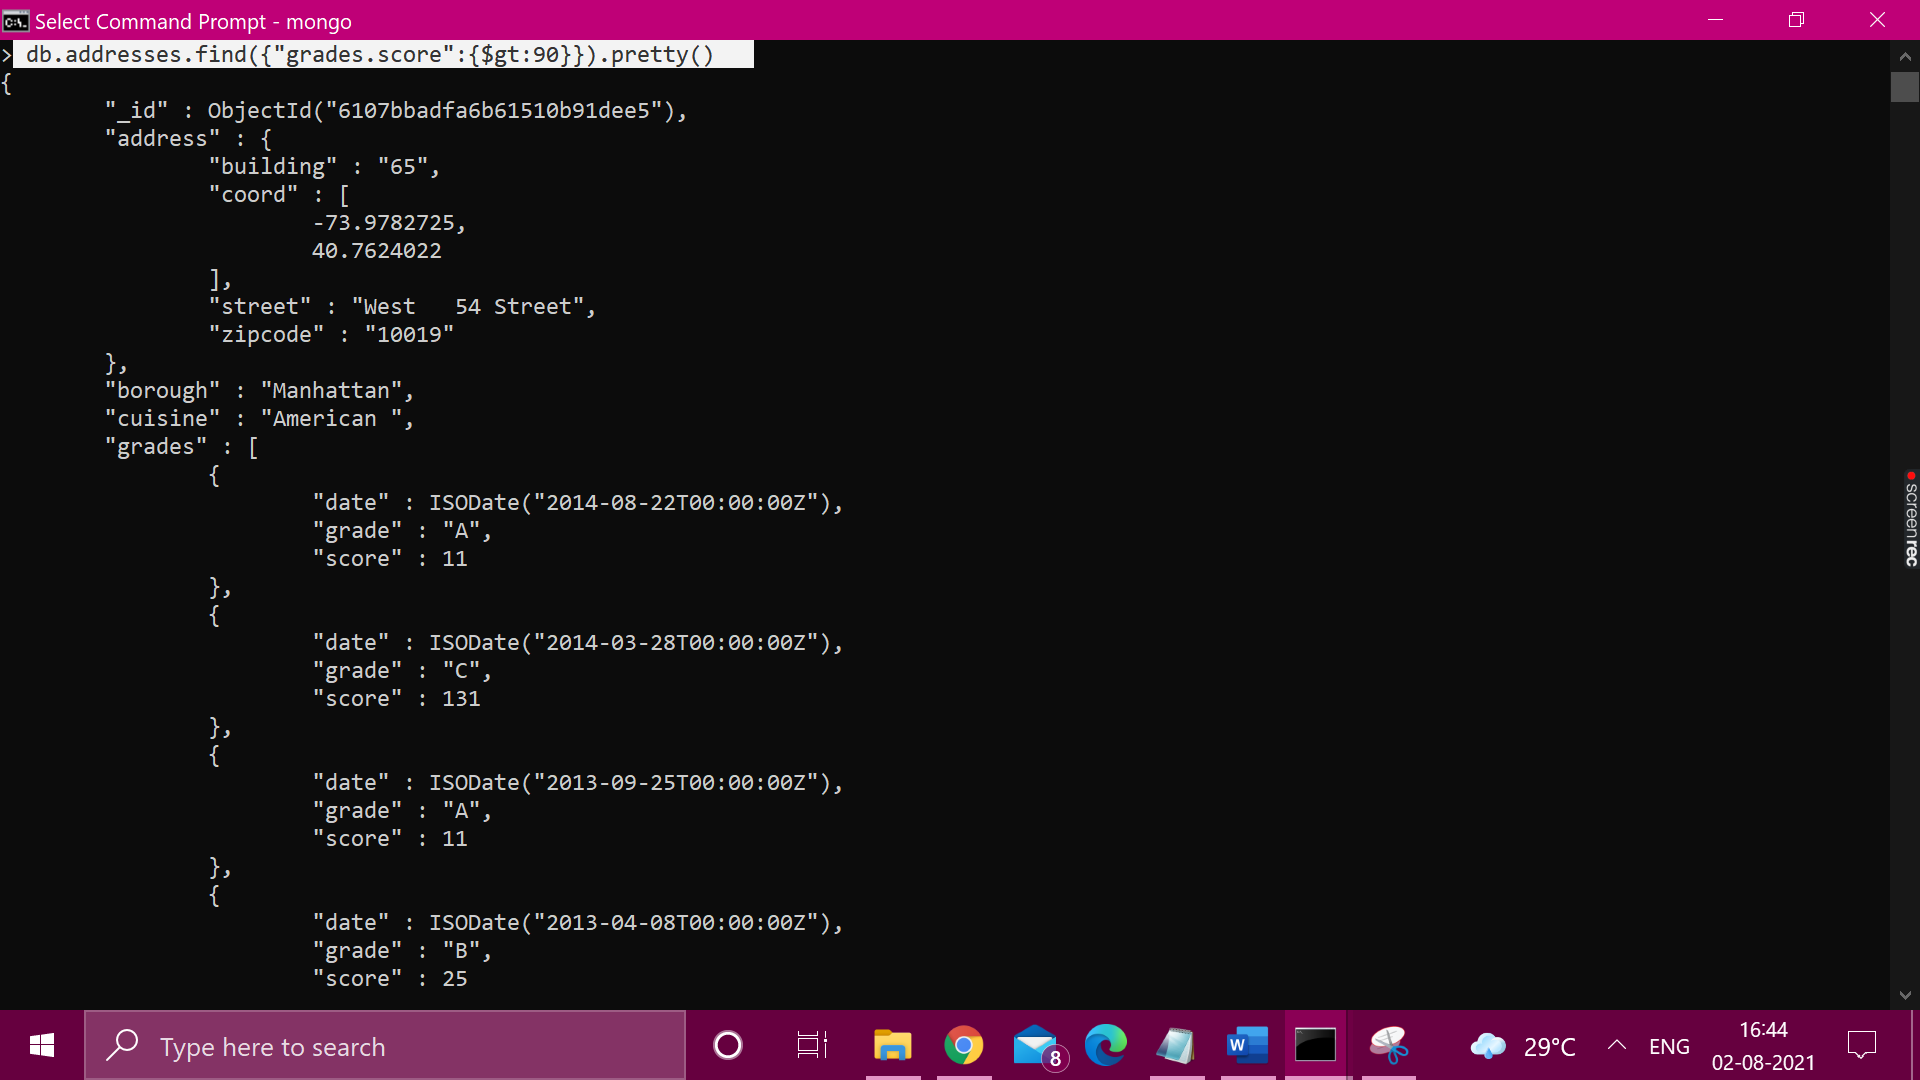 Select Command Prompt - mongo
> db.addresses.find({"grades.score":{$gt:90}}).pretty()
{
        "_id" : ObjectId("6107bbadfa6b61510b91dee5"),
        "address" : {
                "building" : "65",
                "coord" : [
                        -73.9782725,
                        40.7624022
                ],
                "street" : "West   54 Street",
                "zipcode" : "10019"
        },
        "borough" : "Manhattan",
        "cuisine" : "American ",
        "grades" : [
                {
                        "date" : ISODate("2014-08-22T00:00:00Z"),
                        "grade" : "A",
                        "score" : 11
                },
                {
                        "date" : ISODate("2014-03-28T00:00:00Z"),
                        "grade" : "C",
                        "score" : 131
                },
                {
                        "date" : ISODate("2013-09-25T00:00:00Z"),
                        "grade" : "A",
                        "score" : 11
                },
                {
                        "date" : ISODate("2013-04-08T00:00:00Z"),
                        "grade" : "B",
                        "score" : 25
screenrec
Type here to search
8
W
29°C
ENG
16:44
02-08-2021